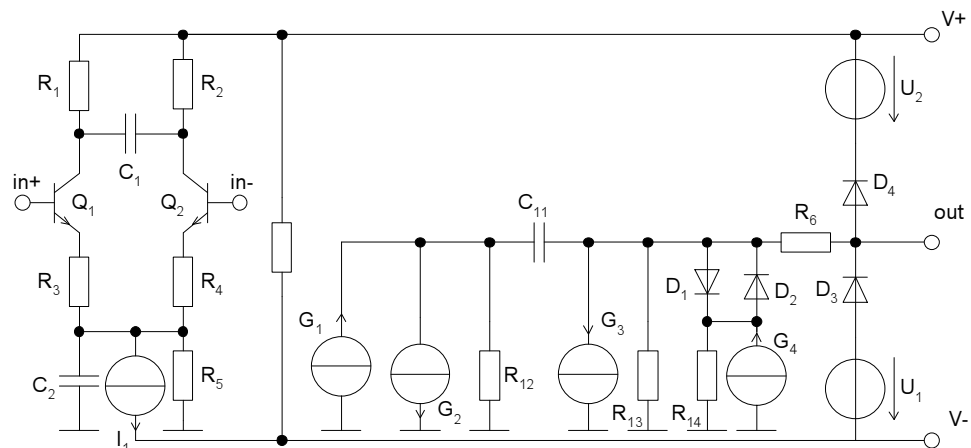 V+
R1
R2
U2
C1
in+
Q1
Q2
in-
D4
C11
R6
out
R3
R4
D1
D2
D3
G1
G3
G4
C2
R5
R12
G2
R13
R14
U1
I1
V-